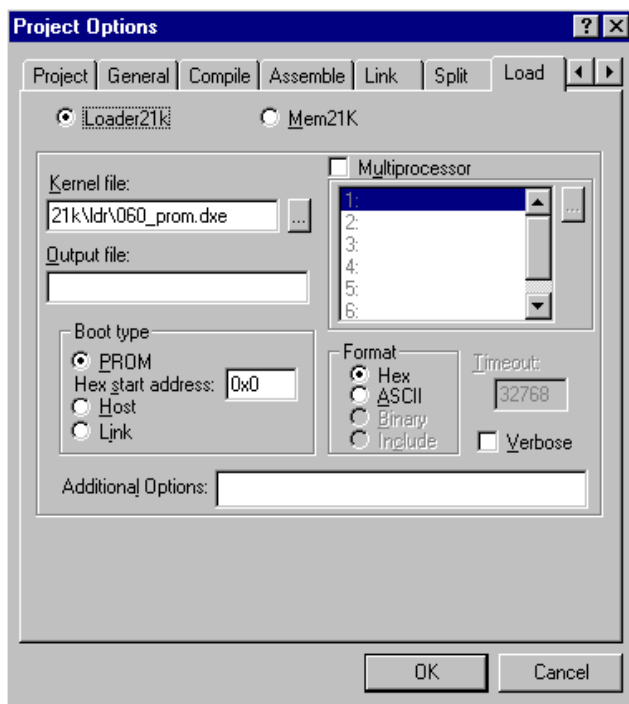 Project Options
Project General Compile Assemble Link Split Load
Loader21k Mem21K
Kernel file:
21k\ldr\060_prom.dxe ...
Output file:
Multiprocessor
1:
2:
3:
4:
5:
6:
...
Boot type
PROM
Hex start address: 0x0
Host
Link
Format
Hex
ASCII
Binary
Include
Timeout:
32768
Verbose
Additional Options:
OK Cancel